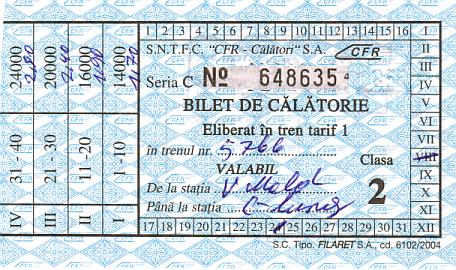 1 2 3 4 5 6 7 8 9 10 11 12 13 14 15 16 I
S.N.T.F.C. "CFR - Călători" S.A. CFR
Seria C Nº 648635
BILET DE CĂLĂTORIE
Eliberat în tren tarif 1
în trenul nr. 5766
VALABIL
De la stația
Până la stația
Clasa
2
17 18 19 20 21 22 23 24 25 26 27 28 29 30 31
II
III
IV
V
VI
VII
VIII
IX
X
XI
XII
24000 20000 16000 14000
2,40 1,70
31 - 40 21 - 30 11 - 20 1 - 10
IV III II I
S.C. Tipo. FILARET S.A., cd. 6102/2004